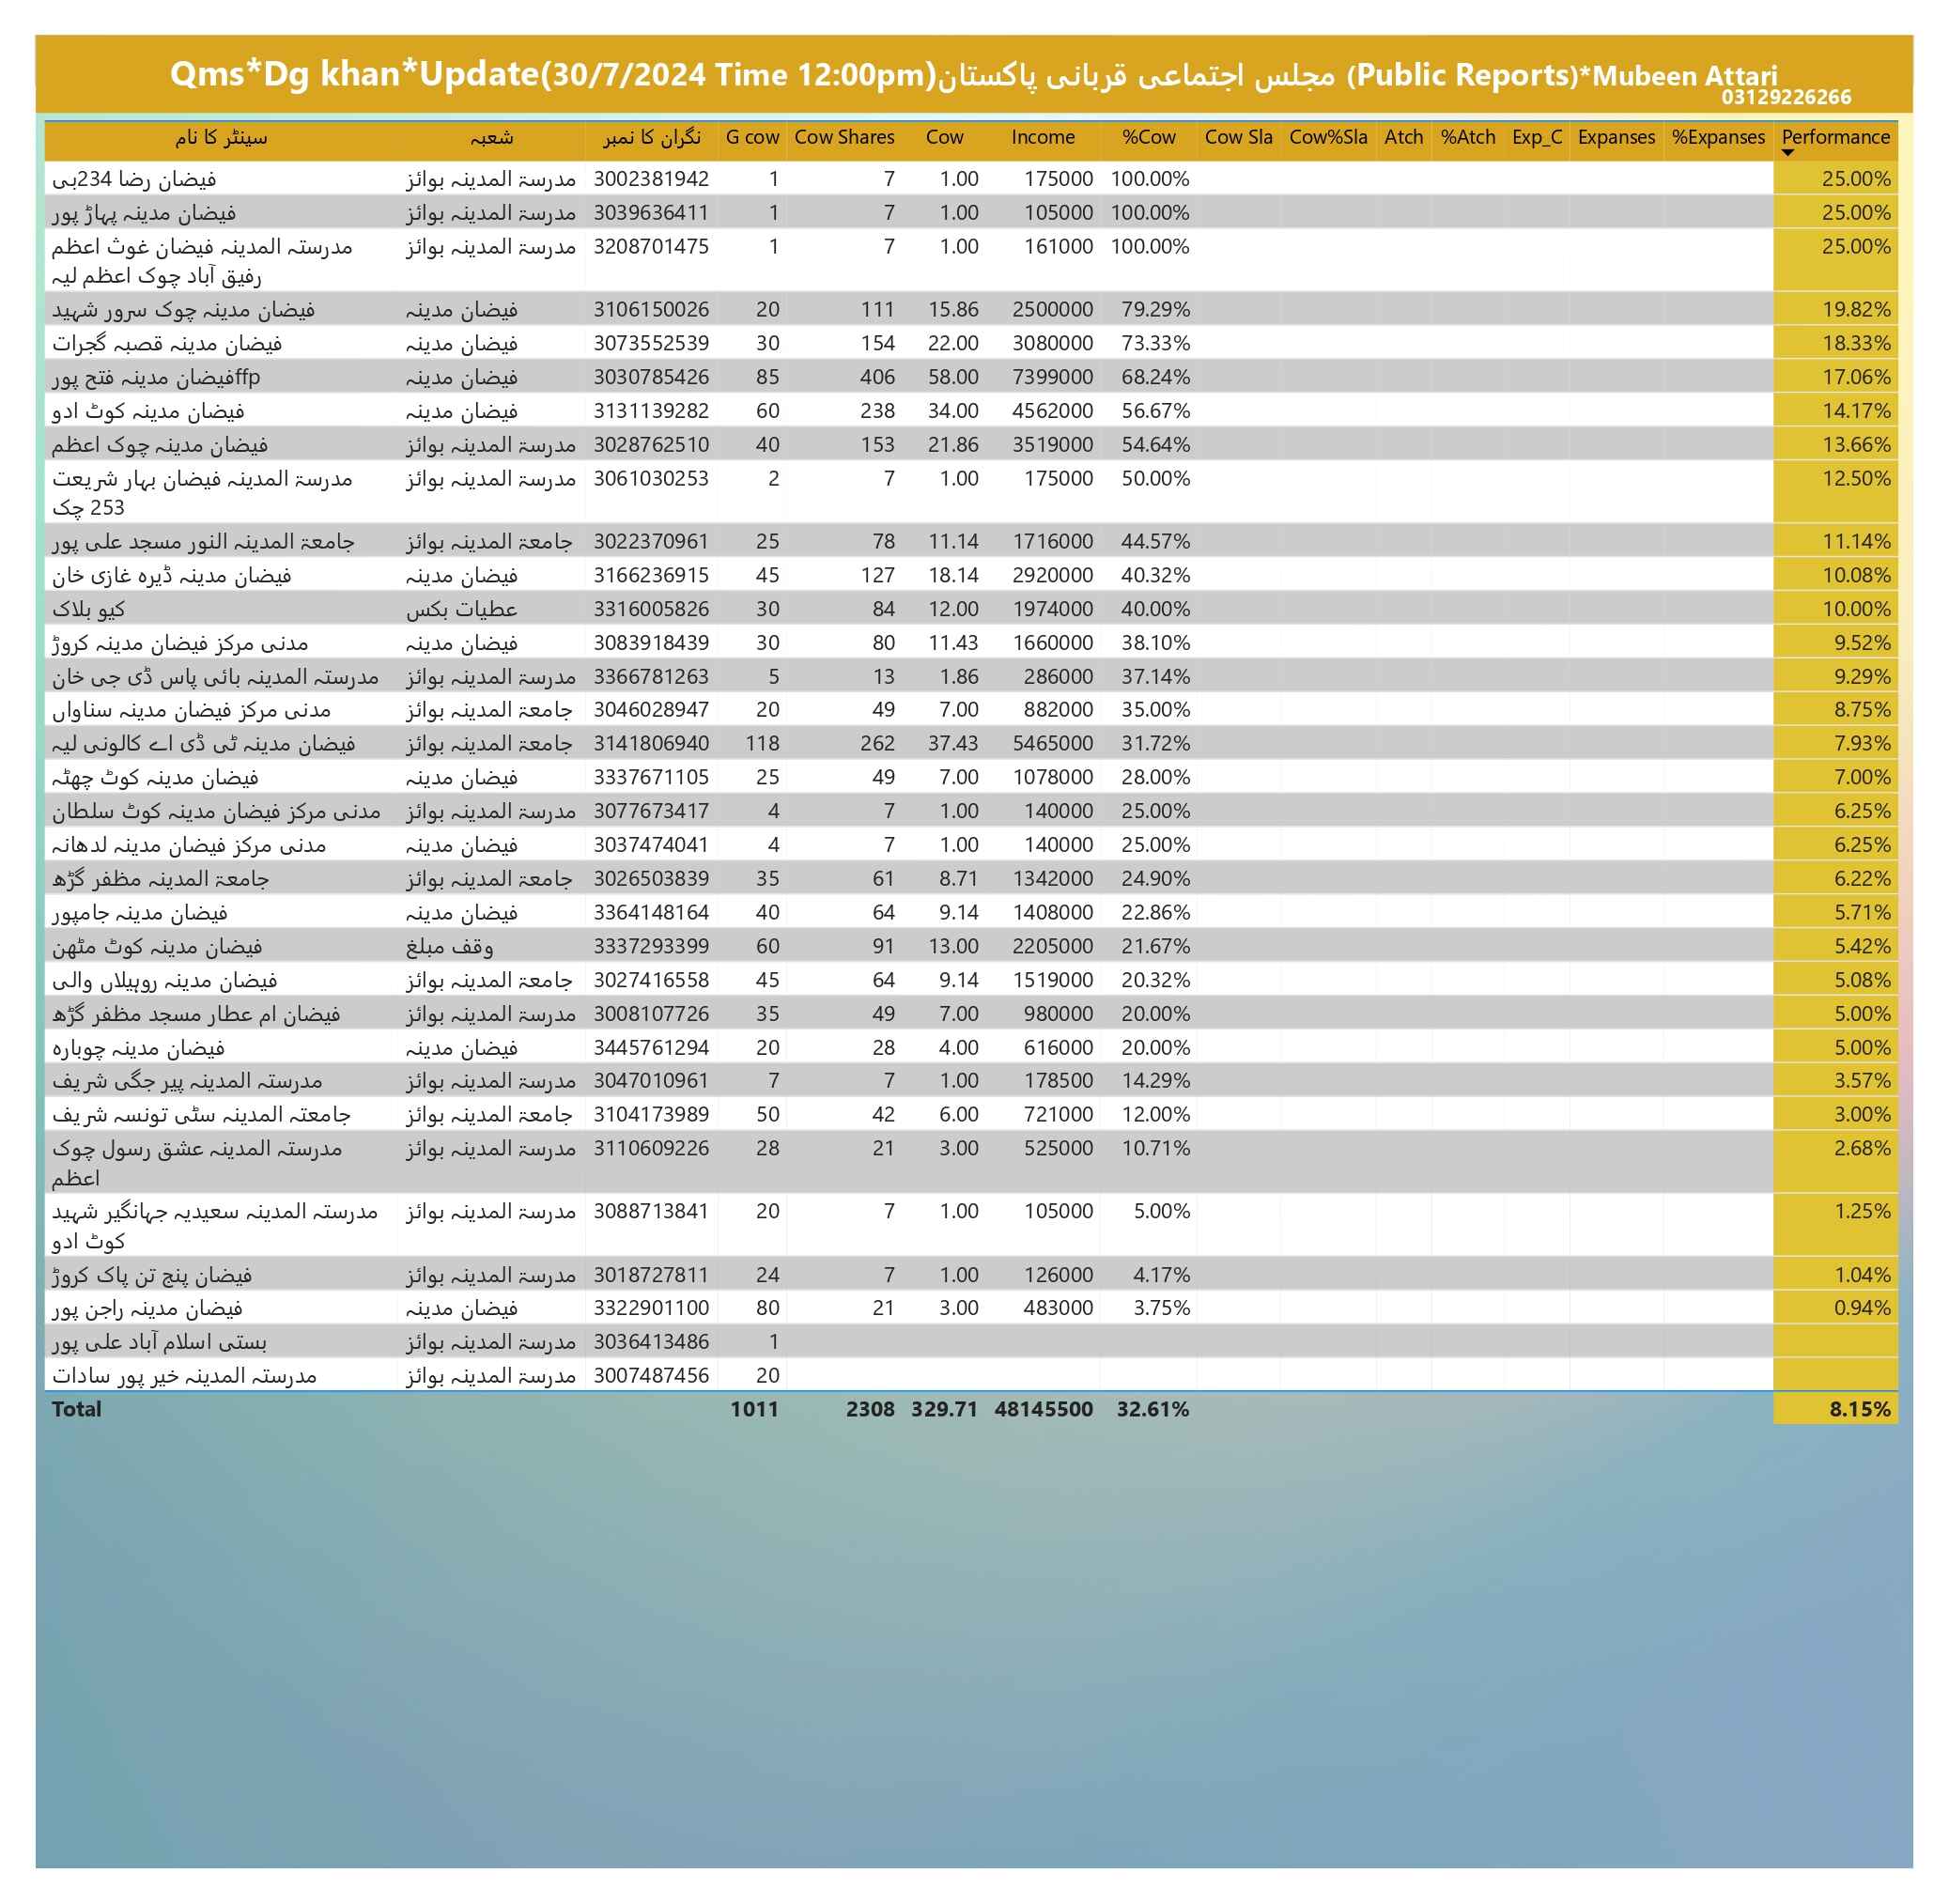 Qms*Dg khan*Update(30/7/2024 Time 12:00pm)مجلس اجتماعی قربانی پاکستان (Public Reports)*Mubeen Attari
03129226266
سینٹر کا نام شعبہ نگران کا نمبر G cow Cow Shares Cow Income %Cow Cow Sla Cow%Sla Atch %Atch Exp_C Expanses %Expanses Performance
فیضان رضا 234بی مدرسۃ المدینہ بوائز 3002381942 1 7 1.00 175000 100.00% 25.00%
فیضان مدینہ پہاڑ پور مدرسۃ المدینہ بوائز 3039636411 1 7 1.00 105000 100.00% 25.00%
مدرستہ المدینہ فیضان غوث اعظم مدرسۃ المدینہ بوائز 3208701475 1 7 1.00 161000 100.00% 25.00%
رفیق آباد چوک اعظم لیہ
فیضان مدینہ چوک سرور شہید فیضان مدینہ 3106150026 20 111 15.86 2500000 79.29% 19.82%
فیضان مدینہ قصبہ گجرات فیضان مدینہ 3073552539 30 154 22.00 3080000 73.33% 18.33%
فیضان مدینہ فتح پورffp فیضان مدینہ 3030785426 85 406 58.00 7399000 68.24% 17.06%
فیضان مدینہ کوٹ ادو فیضان مدینہ 3131139282 60 238 34.00 4562000 56.67% 14.17%
فیضان مدینہ چوک اعظم مدرسۃ المدینہ بوائز 3028762510 40 153 21.86 3519000 54.64% 13.66%
مدرسۃ المدینہ فیضان بہار شریعت مدرسۃ المدینہ بوائز 3061030253 2 7 1.00 175000 50.00% 12.50%
253 چک
جامعۃ المدینہ النور مسجد علی پور جامعۃ المدینہ بوائز 3022370961 25 78 11.14 1716000 44.57% 11.14%
فیضان مدینہ ڈیرہ غازی خان فیضان مدینہ 3166236915 45 127 18.14 2920000 40.32% 10.08%
کیو بلاک عطیات بکس 3316005826 30 84 12.00 1974000 40.00% 10.00%
مدنی مرکز فیضان مدینہ کروڑ فیضان مدینہ 3083918439 30 80 11.43 1660000 38.10% 9.52%
مدرستہ المدینہ بائی پاس ڈی جی خان مدرسۃ المدینہ بوائز 3366781263 5 13 1.86 286000 37.14% 9.29%
مدنی مرکز فیضان مدینہ سناواں جامعۃ المدینہ بوائز 3046028947 20 49 7.00 882000 35.00% 8.75%
فیضان مدینہ ٹی ڈی اے کالونی لیہ جامعۃ المدینہ بوائز 3141806940 118 262 37.43 5465000 31.72% 7.93%
فیضان مدینہ کوٹ چھٹہ فیضان مدینہ 3337671105 25 49 7.00 1078000 28.00% 7.00%
مدنی مرکز فیضان مدینہ کوٹ سلطان مدرسۃ المدینہ بوائز 3077673417 4 7 1.00 140000 25.00% 6.25%
مدنی مرکز فیضان مدینہ لدھانہ فیضان مدینہ 3037474041 4 7 1.00 140000 25.00% 6.25%
جامعۃ المدینہ مظفر گڑھ جامعۃ المدینہ بوائز 3026503839 35 61 8.71 1342000 24.90% 6.22%
فیضان مدینہ جامپور فیضان مدینہ 3364148164 40 64 9.14 1408000 22.86% 5.71%
فیضان مدینہ کوٹ مٹھن وقف مبلغ 3337293399 60 91 13.00 2205000 21.67% 5.42%
فیضان مدینہ روہیلاں والی جامعۃ المدینہ بوائز 3027416558 45 64 9.14 1519000 20.32% 5.08%
فیضان ام عطار مسجد مظفر گڑھ مدرسۃ المدینہ بوائز 3008107726 35 49 7.00 980000 20.00% 5.00%
فیضان مدینہ چوبارہ فیضان مدینہ 3445761294 20 28 4.00 616000 20.00% 5.00%
مدرستہ المدینہ پیر جگی شریف مدرسۃ المدینہ بوائز 3047010961 7 7 1.00 178500 14.29% 3.57%
جامعتہ المدینہ سٹی تونسہ شریف جامعۃ المدینہ بوائز 3104173989 50 42 6.00 721000 12.00% 3.00%
مدرستہ المدینہ عشق رسول چوک مدرسۃ المدینہ بوائز 3110609226 28 21 3.00 525000 10.71% 2.68%
اعظم
مدرستہ المدینہ سعیدیہ جہانگیر شہید مدرسۃ المدینہ بوائز 3088713841 20 7 1.00 105000 5.00% 1.25%
کوٹ ادو
فیضان پنج تن پاک کروڑ مدرسۃ المدینہ بوائز 3018727811 24 7 1.00 126000 4.17% 1.04%
فیضان مدینہ راجن پور فیضان مدینہ 3322901100 80 21 3.00 483000 3.75% 0.94%
بستی اسلام آباد علی پور مدرسۃ المدینہ بوائز 3036413486 1
مدرستہ المدینہ خیر پور سادات مدرسۃ المدینہ بوائز 3007487456 20
Total 1011 2308 329.71 48145500 32.61% 8.15%